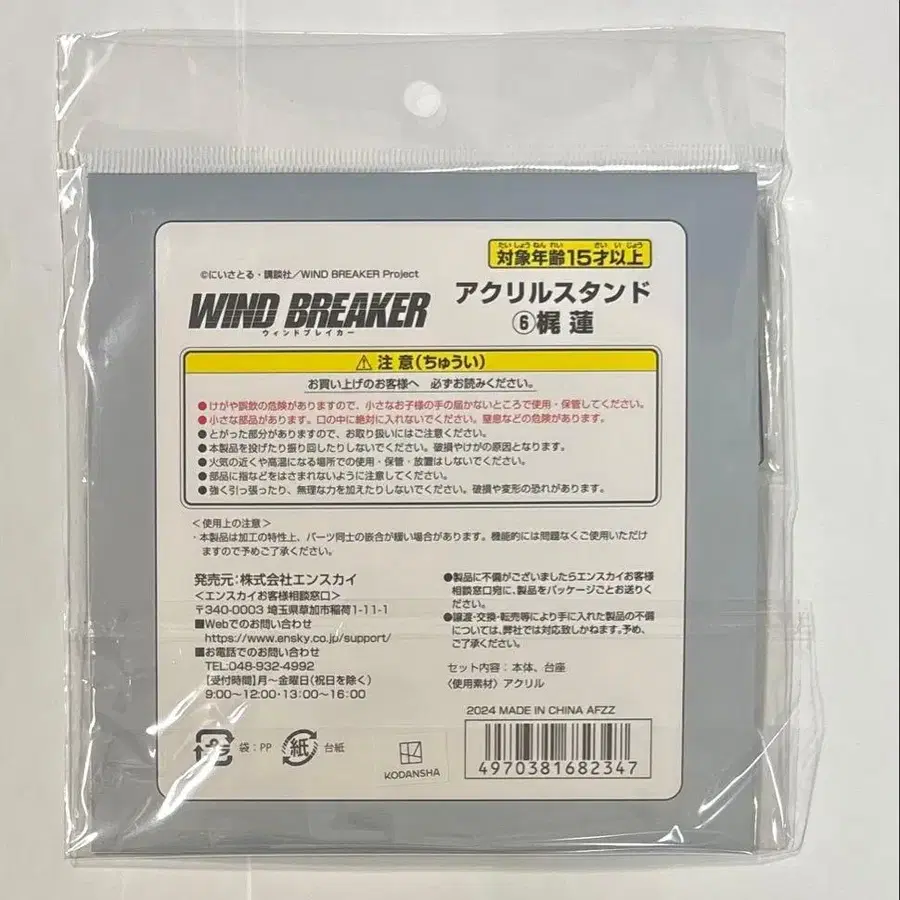 たいしょうねんれい さいいじょう
対象年齢15才以上
©にいさとる・講談社／WIND BREAKER Project
WIND BREAKER
ウィンドブレイカー
アクリルスタンド
⑥梶 蓮
⚠注意(ちゅうい)
お買い上げのお客様へ 必ずお読みください。
●けがや誤飲の危険がありますので、小さなお子様の手の届かないところで使用・保管してください。
●小さな部品があります。口の中に絶対に入れないでください。窒息などの危険があります。
●とがった部分がありますので、お取り扱いにはご注意ください。
●本製品を投げたり振り回したりしないでください。破損やけがの原因となります。
●火気の近くや高温になる場所での使用・保管・放置はしないでください。
●部品に指などをはさまれないように注意してください。
●強く引っ張ったり、無理な力を加えたりしないでください。破損や変形の恐れがあります。
＜使用上の注意＞
・本製品は加工の特性上、パーツ同士の嵌合が緩い場合があります。機能的には問題なくご使用いただけ
ますので予めご了承ください。
発売元：株式会社エンスカイ
＜エンスカイお客様相談窓口＞
〒340-0003 埼玉県草加市稲荷1-11-1
■Webでのお問い合わせ
https://www.ensky.co.jp/support/
■お電話でのお問い合わせ
TEL:048-932-4992
【受付時間】月～金曜日(祝日を除く)
9:00～12:00・13:00～16:00
●製品に不備がございましたらエンスカイお客様
相談窓口宛に、製品をパッケージごとお送りく
ださい。
●譲渡・交換・転売等により手に入れた製品の不備
については、弊社では対応致しかねます。予め、
ご了承ください。
セット内容：本体、台座
〈使用素材〉アクリル
2024 MADE IN CHINA AFZZ
プラ
袋：PP
紙
台紙
KODANSHA
4970381682347